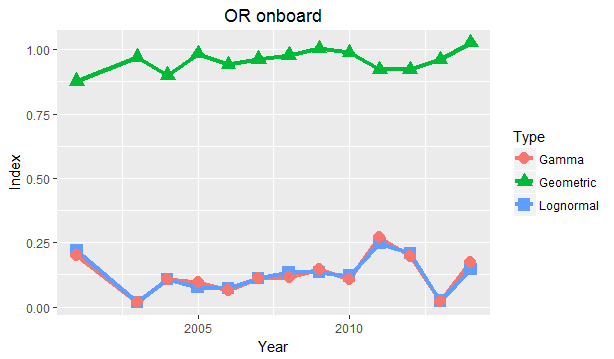 OR onboard
1.00
0.75
0.50
0.25
0.00
Index
2005
2010
Year
Type
Gamma
Geometric
Lognormal